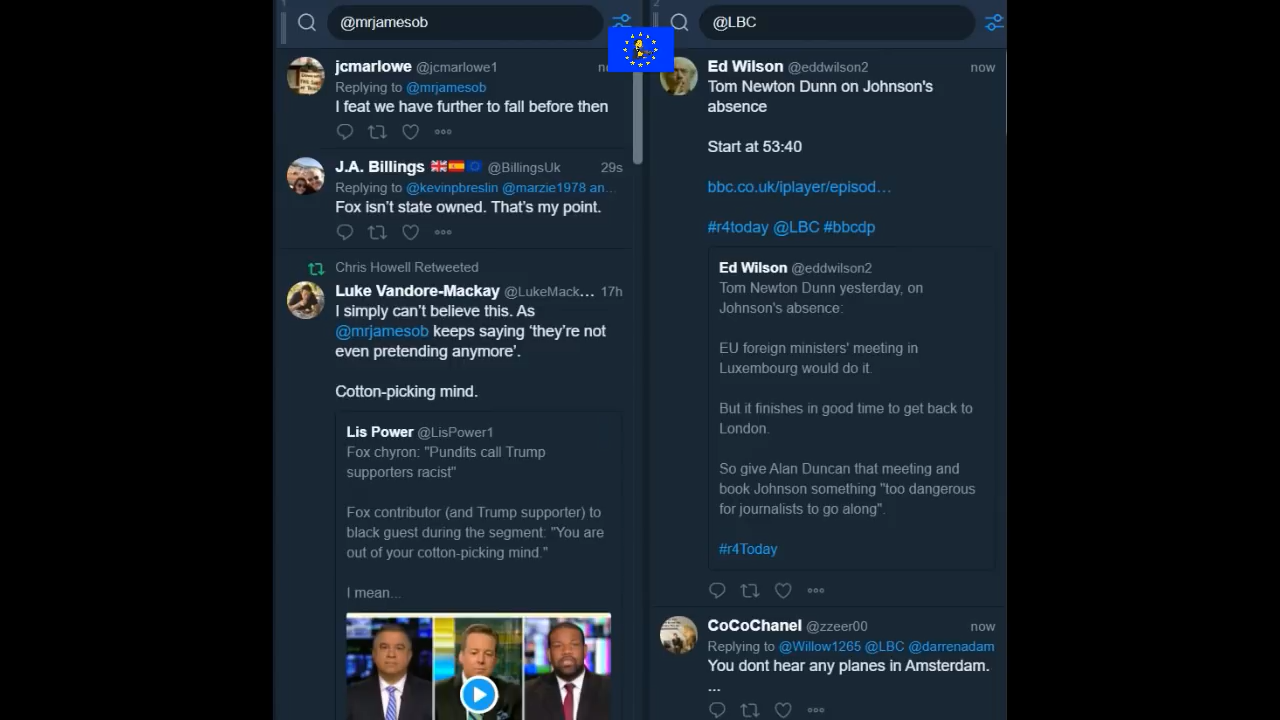 1
@mrjamesob
jcmarlowe @jcmarlowe1
Replying to @mrjamesob
I feat we have further to fall before then
J.A. Billings @BillingsUk 29s
Replying to @kevinpbreslin @marzie1978 an...
Fox isn’t state owned. That’s my point.
Chris Howell Retweeted
Luke Vandore-Mackay @LukeMack... 17h
I simply can’t believe this. As
@mrjamesob keeps saying ‘they’re not
even pretending anymore’.
Cotton-picking mind.
Lis Power @LisPower1
Fox chyron: "Pundits call Trump
supporters racist"
Fox contributor (and Trump supporter) to
black guest during the segment: "You are
out of your cotton-picking mind."
I mean...
2
@LBC
Ed Wilson @eddwilson2 now
Tom Newton Dunn on Johnson's
absence
Start at 53:40
bbc.co.uk/iplayer/episod…
#r4today @LBC #bbcdp
Ed Wilson @eddwilson2
Tom Newton Dunn yesterday, on
Johnson's absence:
EU foreign ministers' meeting in
Luxembourg would do it.
But it finishes in good time to get back to
London.
So give Alan Duncan that meeting and
book Johnson something "too dangerous
for journalists to go along".
#r4Today
CoCoChanel @zzeer00 now
Replying to @Willow1265 @LBC @darrenadam
You dont hear any planes in Amsterdam.
...